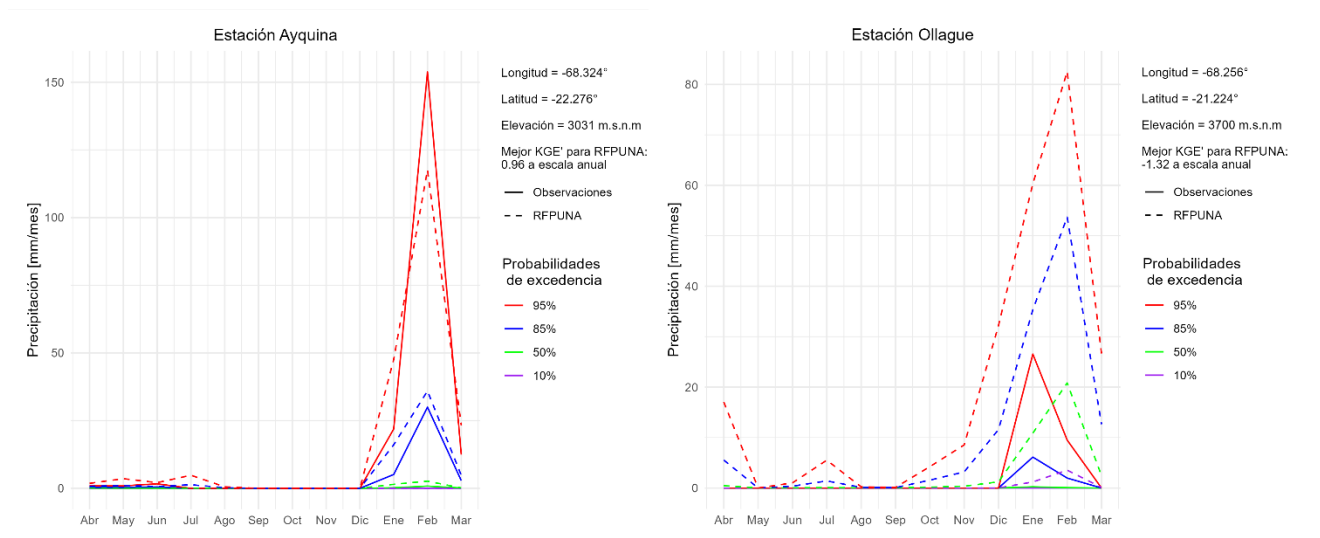 Estación Ayquina
Precipitación [mm/mes]
150
100
50
0
Abr May Jun Jul Ago Sep Oct Nov Dic Ene Feb Mar
Longitud = -68.324°
Latitud = -22.276°
Elevación = 3031 m.s.n.m
Mejor KGE' para RFPUNA:
0.96 a escala anual
Observaciones
RFPUNA
Probabilidades
de excedencia
95%
85%
50%
10%
Estación Ollague
Precipitación [mm/mes]
80
60
40
20
0
Abr May Jun Jul Ago Sep Oct Nov Dic Ene Feb Mar
Longitud = -68.256°
Latitud = -21.224°
Elevación = 3700 m.s.n.m
Mejor KGE' para RFPUNA:
-1.32 a escala anual
Observaciones
RFPUNA
Probabilidades
de excedencia
95%
85%
50%
10%